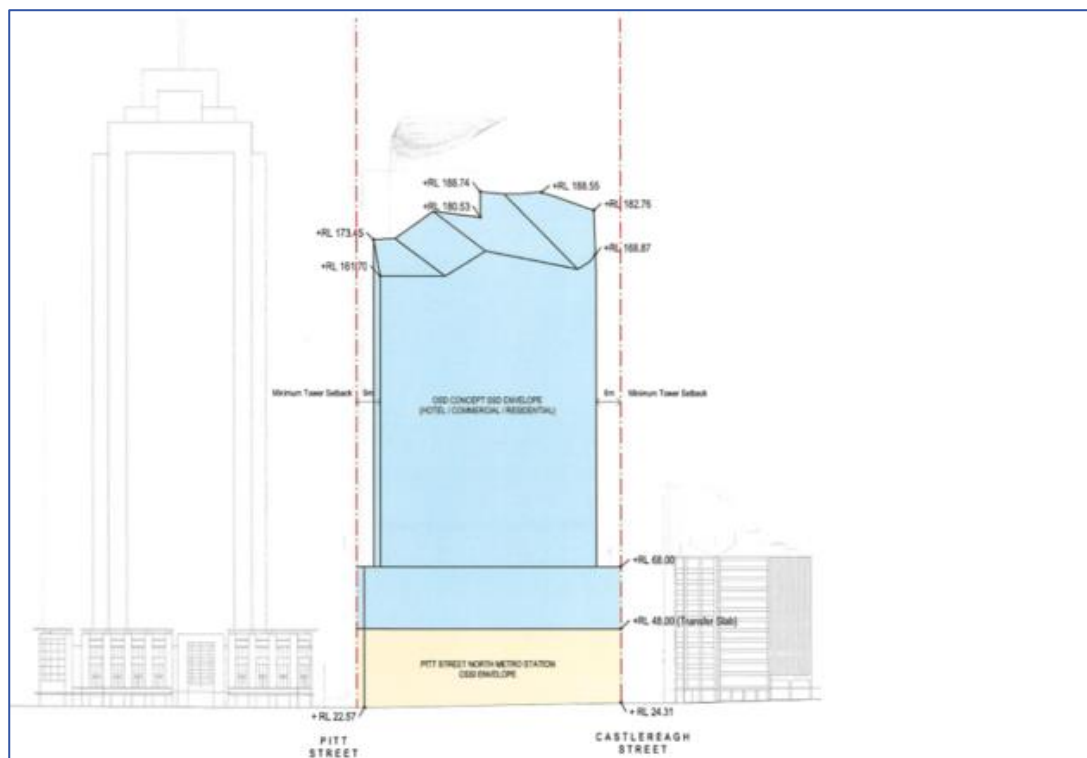 +RL 188.74
+RL 188.55
+RL 180.53
+RL 182.76
+RL 173.45
+RL 168.87
+RL 161.70
Minimum Tower Setback
6m
Minimum Tower Setback
OSD CONCEPT SSD ENVELOPE
(HOTEL / COMMERCIAL / RESIDENTIAL)
+RL 68.00
+RL 48.00 (Transfer Slab)
PITT STREET NORTH METRO STATION
CSSI ENVELOPE
+ RL 22.57
+ RL 24.31
PITT
STREET
CASTLEREAGH
STREET